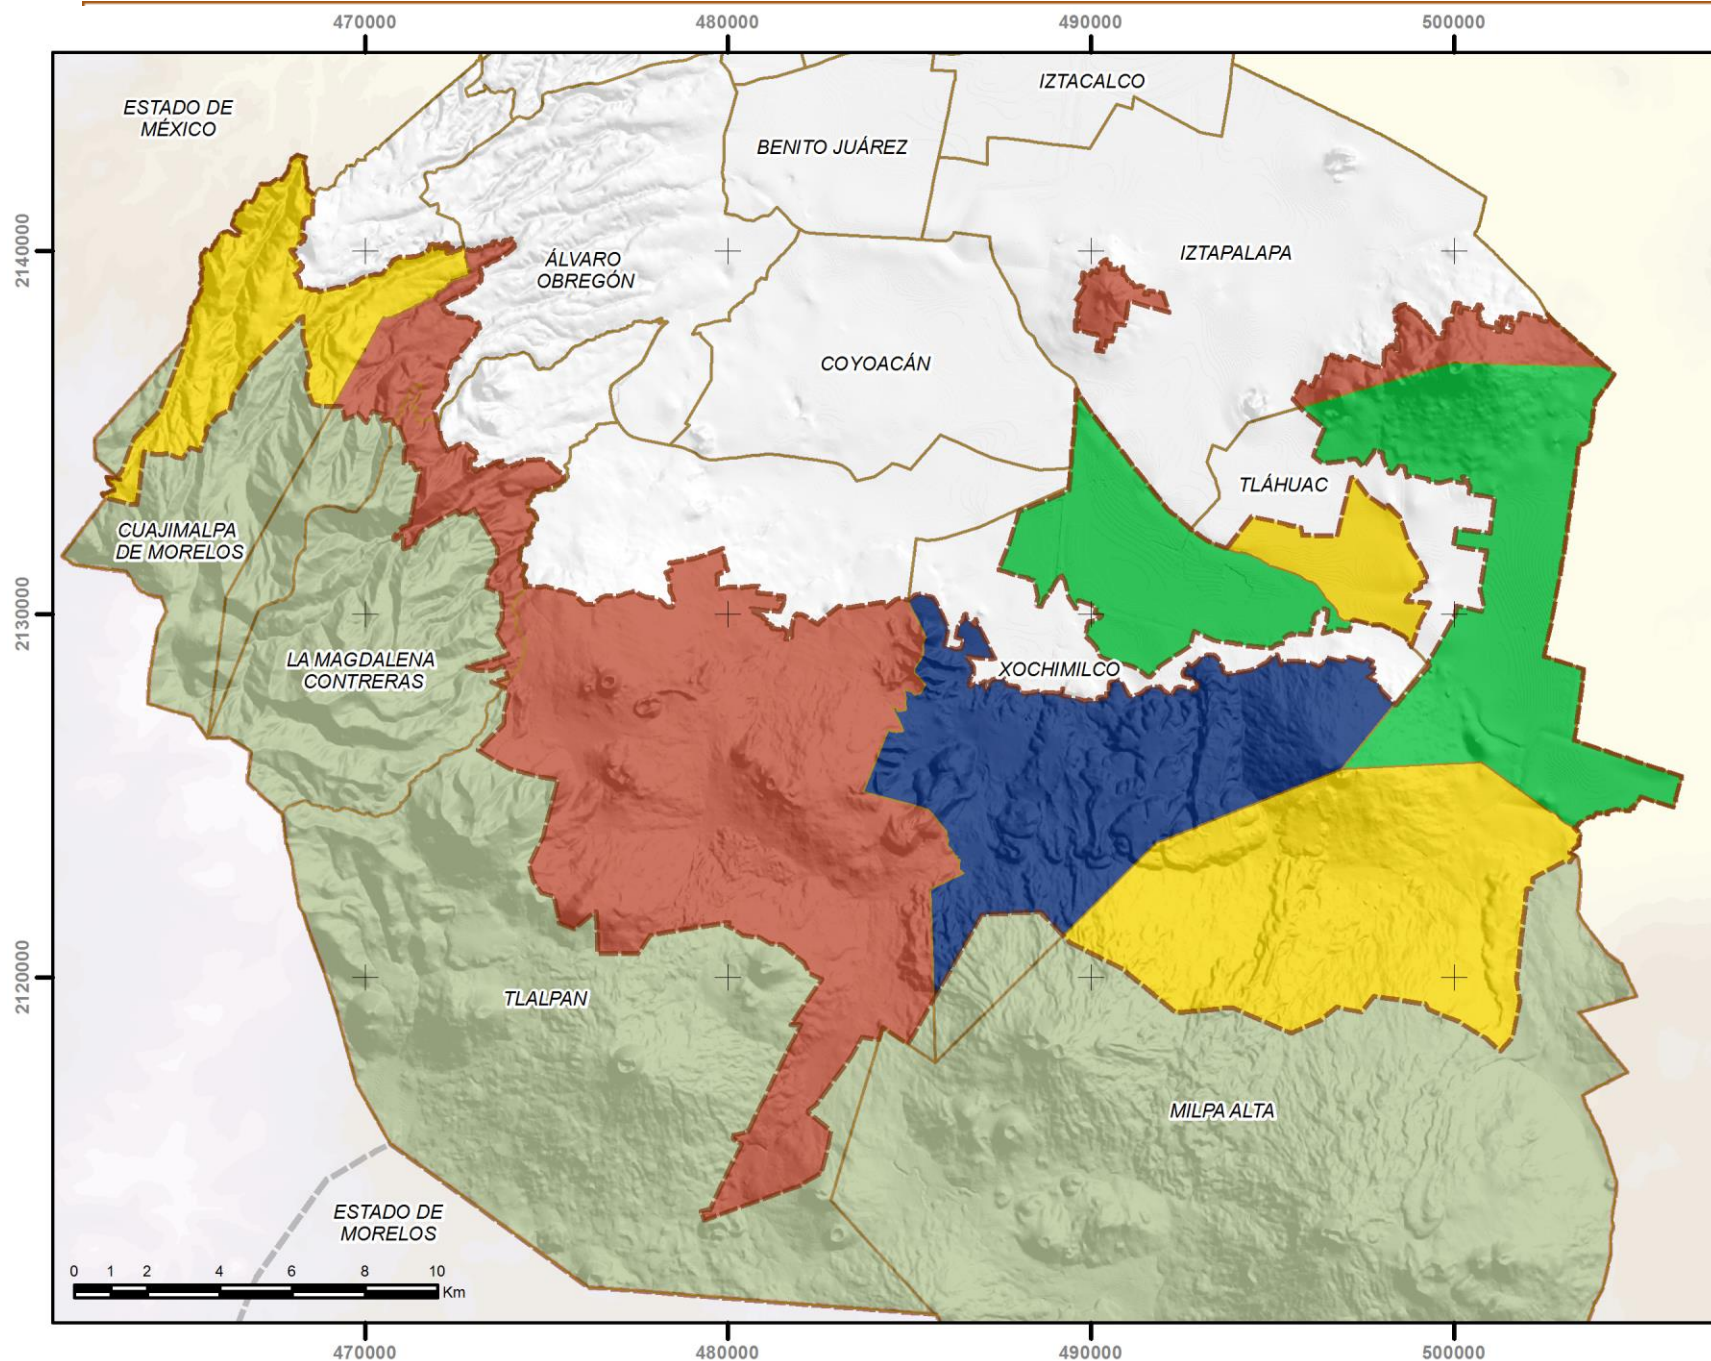 470000 480000 490000 500000
IZTACALCO
ESTADO DE
MÉXICO
BENITO JUÁREZ
2140000
IZTAPALAPA
ÁLVARO
OBREGÓN
COYOACÁN
TLÁHUAC
CUAJIMALPA
DE MORELOS
2130000
LA MAGDALENA
CONTRERAS
XOCHIMILCO
2120000
TLALPAN
MILPA ALTA
ESTADO DE
MORELOS
0 1 2 4 6 8 10
Km
470000 480000 490000 500000